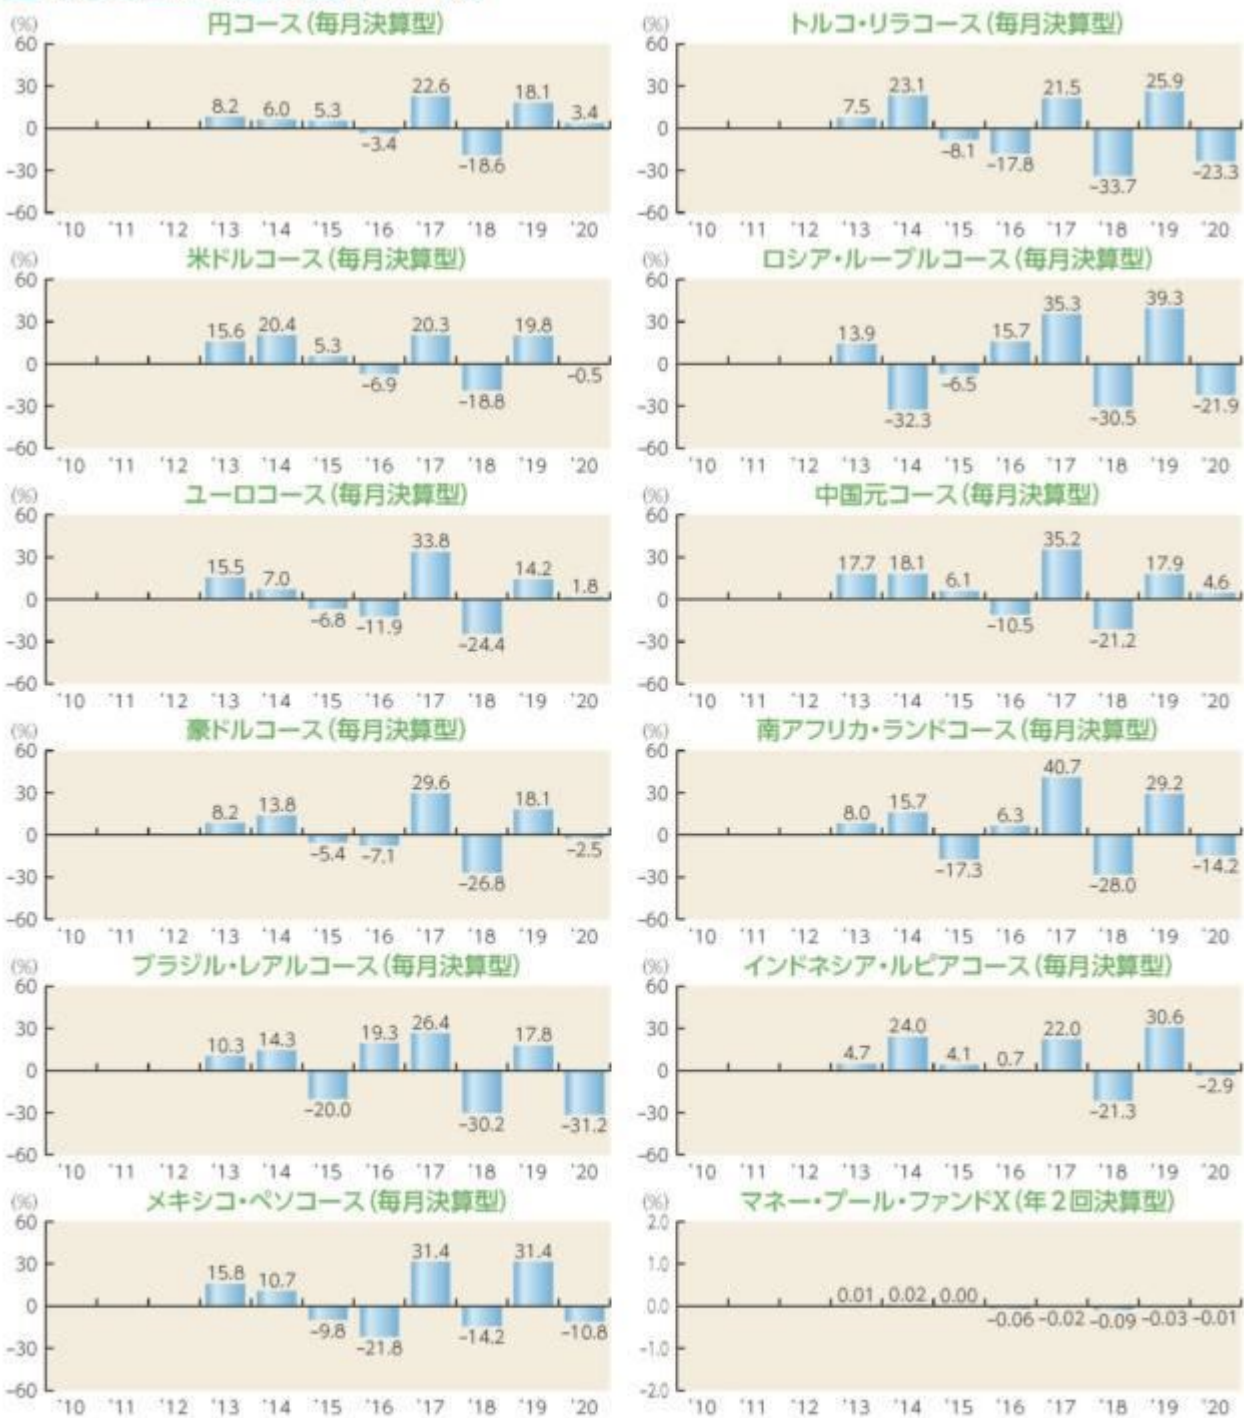 円コース(毎月決算型)
(%)
60
30
0
-30
-60
8.2 6.0 5.3 -3.4 22.6 -18.6 18.1 3.4
'10 '11 '12 '13 '14 '15 '16 '17 '18 '19 '20
トルコ・リラコース(毎月決算型)
(%)
60
30
0
-30
-60
7.5 23.1 -8.1 -17.8 21.5 -33.7 25.9 -23.3
'10 '11 '12 '13 '14 '15 '16 '17 '18 '19 '20
米ドルコース(毎月決算型)
(%)
60
30
0
-30
-60
15.6 20.4 5.3 -6.9 20.3 -18.8 19.8 -0.5
'10 '11 '12 '13 '14 '15 '16 '17 '18 '19 '20
ロシア・ルーブルコース(毎月決算型)
(%)
60
30
0
-30
-60
13.9 -32.3 -6.5 15.7 35.3 -30.5 39.3 -21.9
'10 '11 '12 '13 '14 '15 '16 '17 '18 '19 '20
ユーロコース(毎月決算型)
(%)
60
30
0
-30
-60
15.5 7.0 -6.8 -11.9 33.8 -24.4 14.2 1.8
'10 '11 '12 '13 '14 '15 '16 '17 '18 '19 '20
中国元コース(毎月決算型)
(%)
60
30
0
-30
-60
17.7 18.1 6.1 -10.5 35.2 -21.2 17.9 4.6
'10 '11 '12 '13 '14 '15 '16 '17 '18 '19 '20
豪ドルコース(毎月決算型)
(%)
60
30
0
-30
-60
8.2 13.8 -5.4 -7.1 29.6 -26.8 18.1 -2.5
'10 '11 '12 '13 '14 '15 '16 '17 '18 '19 '20
南アフリカ・ランドコース(毎月決算型)
(%)
60
30
0
-30
-60
8.0 15.7 -17.3 6.3 40.7 -28.0 29.2 -14.2
'10 '11 '12 '13 '14 '15 '16 '17 '18 '19 '20
ブラジル・レアルコース(毎月決算型)
(%)
60
30
0
-30
-60
10.3 14.3 -20.0 19.3 26.4 -30.2 17.8 -31.2
'10 '11 '12 '13 '14 '15 '16 '17 '18 '19 '20
インドネシア・ルピアコース(毎月決算型)
(%)
60
30
0
-30
-60
4.7 24.0 4.1 0.7 22.0 -21.3 30.6 -2.9
'10 '11 '12 '13 '14 '15 '16 '17 '18 '19 '20
メキシコ・ペソコース(毎月決算型)
(%)
60
30
0
-30
-60
15.8 10.7 -9.8 -21.8 31.4 -14.2 31.4 -10.8
'10 '11 '12 '13 '14 '15 '16 '17 '18 '19 '20
マネー・プール・ファンドX(年2回決算型)
(%)
2.0
1.0
0.0
-1.0
-2.0
0.01 0.02 0.00 -0.06 -0.02 -0.09 -0.03 -0.01
'10 '11 '12 '13 '14 '15 '16 '17 '18 '19 '20